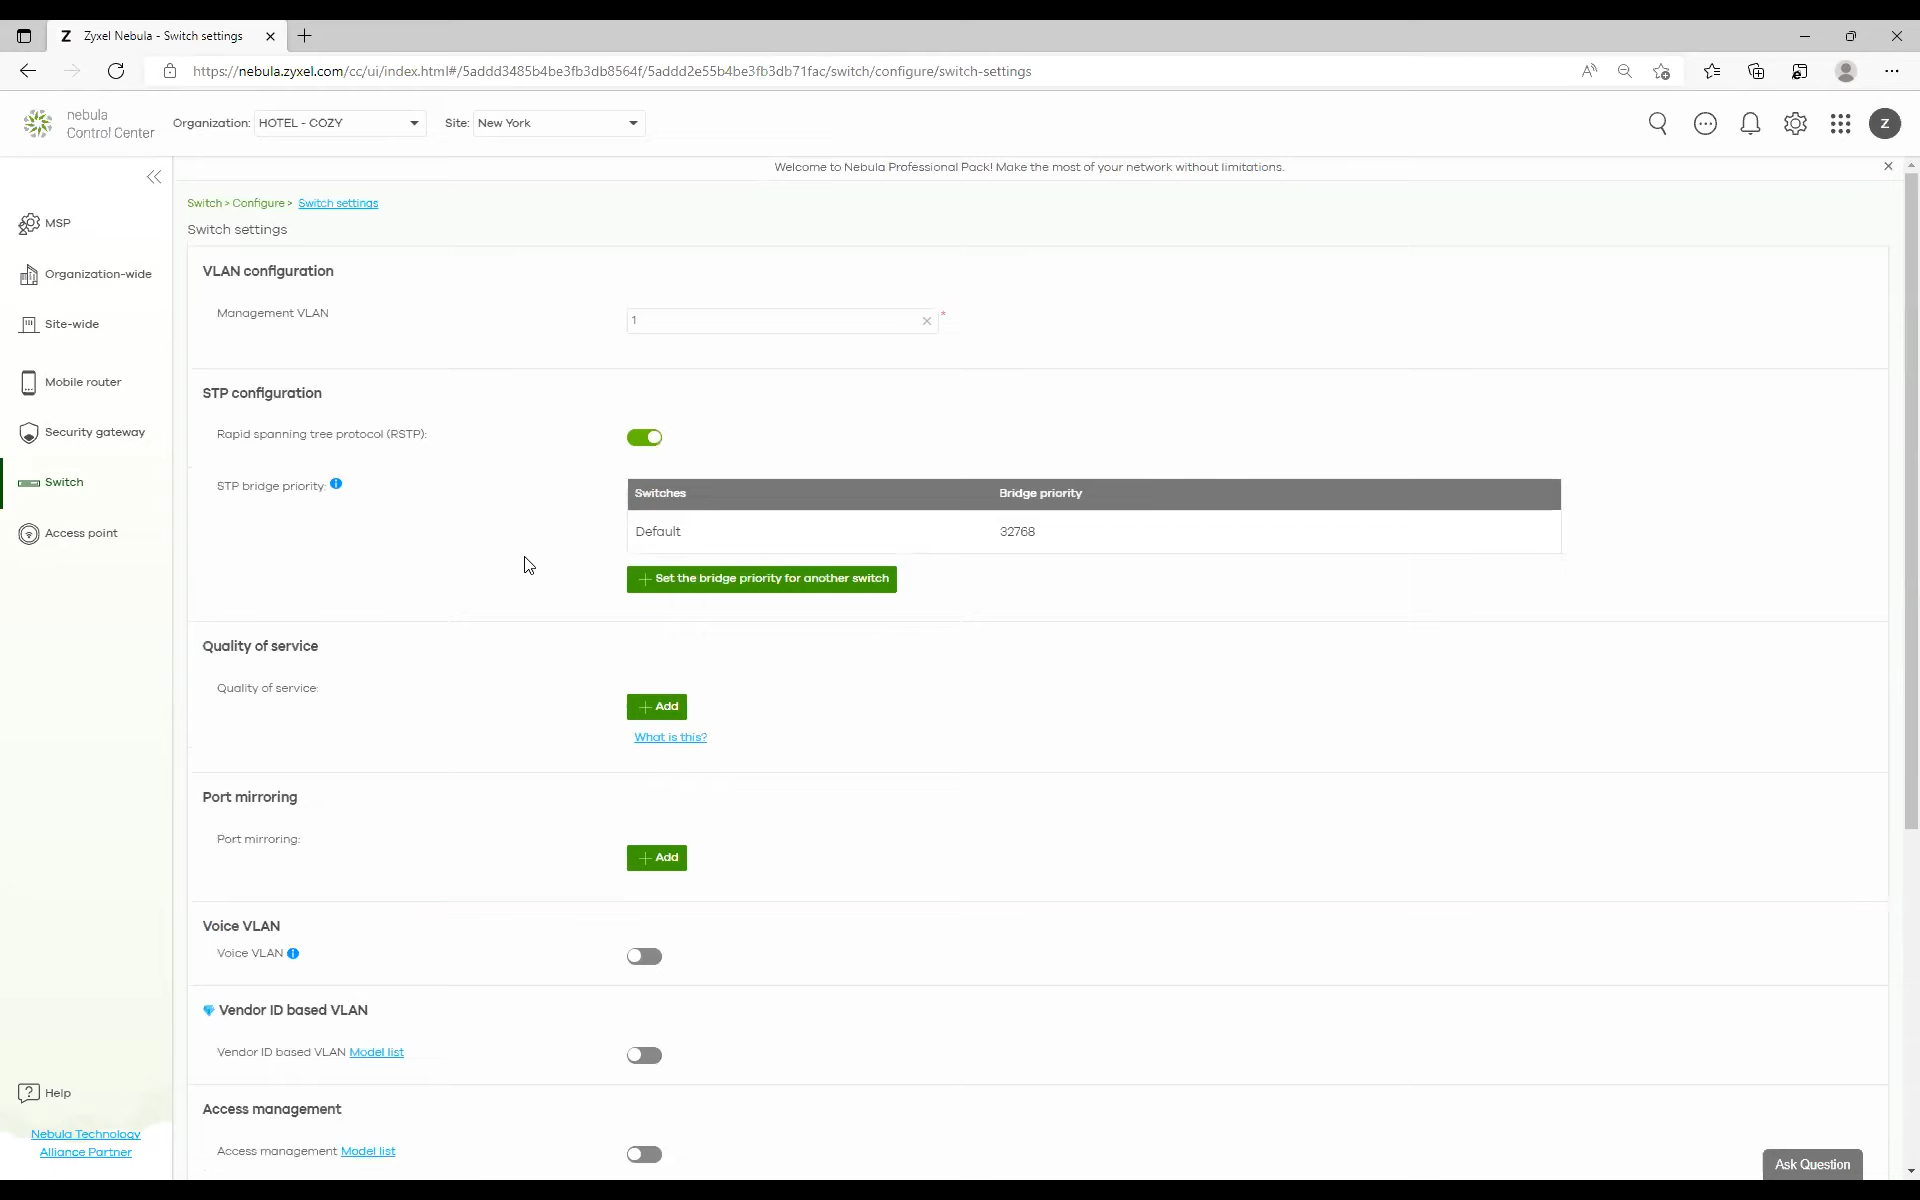 Zyxel Nebula - Switch settings
https://nebula.zyxel.com/cc/ui/index.html#/5addd3485b4be3fb3db8564f/5addd2e55b4be3fb3db71fac/switch/configure/switch-settings
nebula
Control Center
Organization: HOTEL - COZY Site: New York
Z
Welcome to Nebula Professional Pack! Make the most of your network without limitations.
MSP
Organization-wide
Site-wide
Mobile router
Security gateway
Switch
Access point
Help
Nebula Technology
Alliance Partner
Switch > Configure > Switch settings
Switch settings
VLAN configuration
Management VLAN 1 *
STP configuration
Rapid spanning tree protocol (RSTP):
STP bridge priority:
Switches Bridge priority
Default 32768
Set the bridge priority for another switch
Quality of service
Quality of service:
Add
What is this?
Port mirroring
Port mirroring:
Add
Voice VLAN
Voice VLAN
Vendor ID based VLAN
Vendor ID based VLAN Model list
Access management
Access management Model list
Ask Question